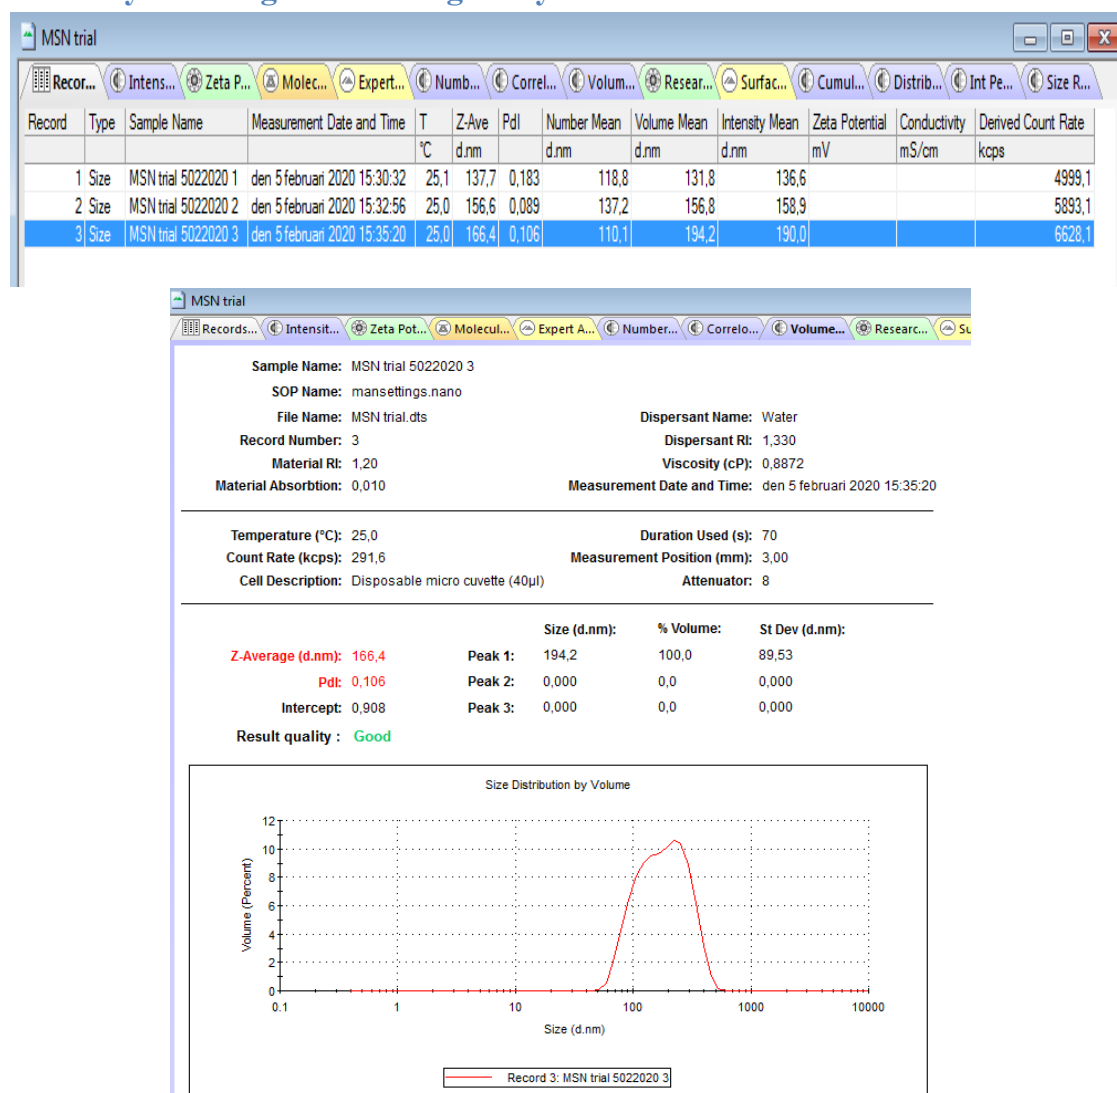 MSN trial
Recor... Intens... Zeta P... Molec... Expert... Numb... Correl... Volum... Resear... Surfac... Cumul... Distrib... Int Pe... Size R...
Record Type Sample Name Measurement Date and Time T Z-Ave PdI Number Mean Volume Mean Intensity Mean Zeta Potential Conductivity Derived Count Rate
°C d.nm d.nm d.nm d.nm mV mS/cm kcps
1 Size MSN trial 5022020 1 den 5 februari 2020 15:30:32 25,1 137,7 0,183 118,8 131,8 136,6 4999,1
2 Size MSN trial 5022020 2 den 5 februari 2020 15:32:56 25,0 156,6 0,089 137,2 156,8 158,9 5893,1
3 Size MSN trial 5022020 3 den 5 februari 2020 15:35:20 25,0 166,4 0,106 110,1 194,2 190,0 6628,1
MSN trial
Records... Intensit... Zeta Pot... Molecul... Expert A... Number... Correlo... Volume... Researc... Su
Sample Name: MSN trial 5022020 3
SOP Name: mansettings.nano
File Name: MSN trial.dts Dispersant Name: Water
Record Number: 3 Dispersant RI: 1,330
Material RI: 1,20 Viscosity (cP): 0,8872
Material Absorbtion: 0,010 Measurement Date and Time: den 5 februari 2020 15:35:20
Temperature (°C): 25,0 Duration Used (s): 70
Count Rate (kcps): 291,6 Measurement Position (mm): 3,00
Cell Description: Disposable micro cuvette (40µl) Attenuator: 8
Size (d.nm): % Volume: St Dev (d.nm):
Z-Average (d.nm): 166,4 Peak 1: 194,2 100,0 89,53
PdI: 0,106 Peak 2: 0,000 0,0 0,000
Intercept: 0,908 Peak 3: 0,000 0,0 0,000
Result quality : Good
Size Distribution by Volume
Volume (Percent)
12
10
8
6
4
2
0
0.1 1 10 100 1000 10000
Size (d.nm)
Record 3: MSN trial 5022020 3